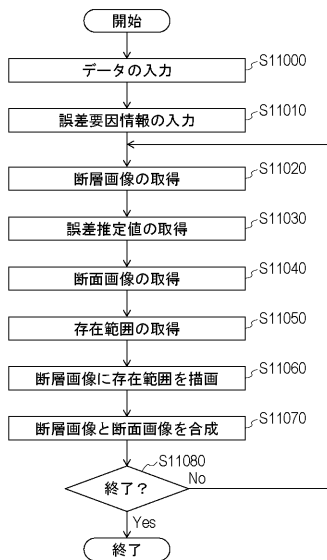 開始
データの入力
S11000
誤差要因情報の入力
S11010
断層画像の取得
S11020
誤差推定値の取得
S11030
断面画像の取得
S11040
存在範囲の取得
S11050
断層画像に存在範囲を描画
S11060
断層画像と断面画像を合成
S11070
S11080
終了？
No
Yes
終了